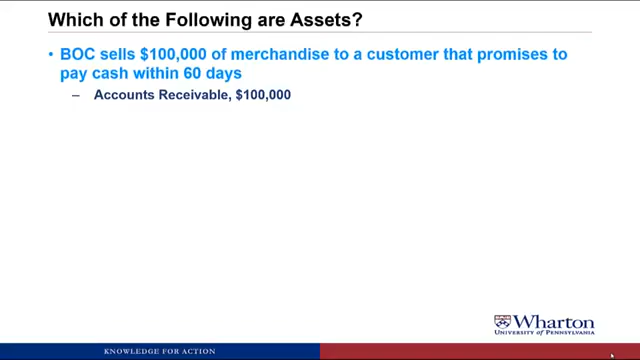 Which of the Following are Assets?
• BOC sells $100,000 of merchandise to a customer that promises to
pay cash within 60 days
– Accounts Receivable, $100,000
Wharton
UNIVERSITY of PENNSYLVANIA
KNOWLEDGE FOR ACTION